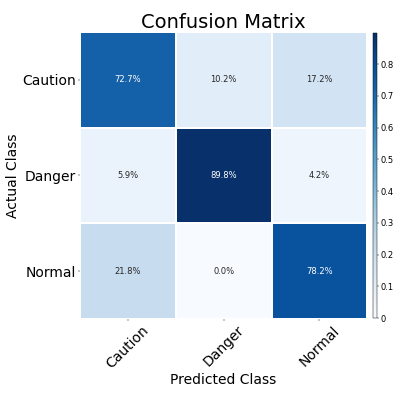 Confusion Matrix
Caution 72.7% 10.2% 17.2%
Danger 5.9% 89.8% 4.2%
Normal 21.8% 0.0% 78.2%
Caution Danger Normal
Predicted Class
Actual Class
0.8
0.7
0.6
0.5
0.4
0.3
0.2
0.1
0